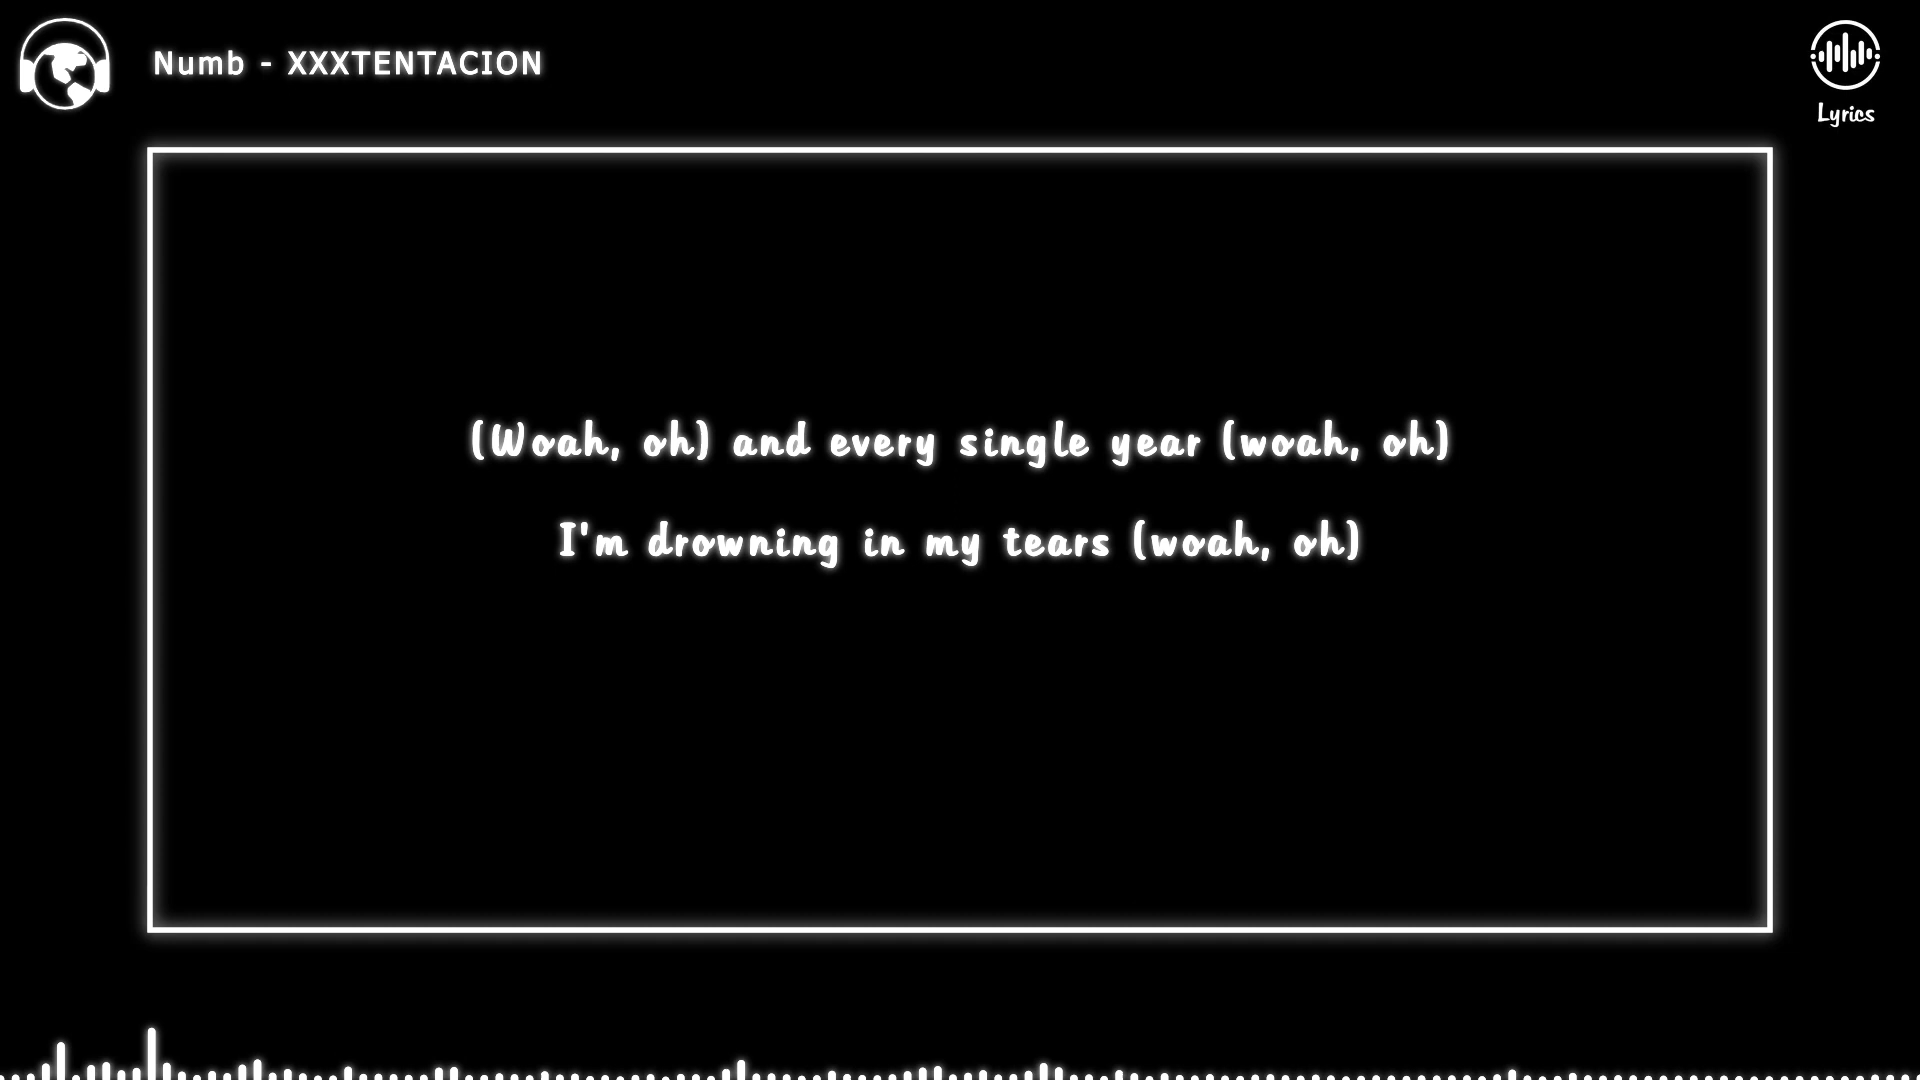 Numb - XXXTENTACION
Lyrics
(Woah, oh) and every single year (woah, oh)
I'm drowning in my tears (woah, oh)